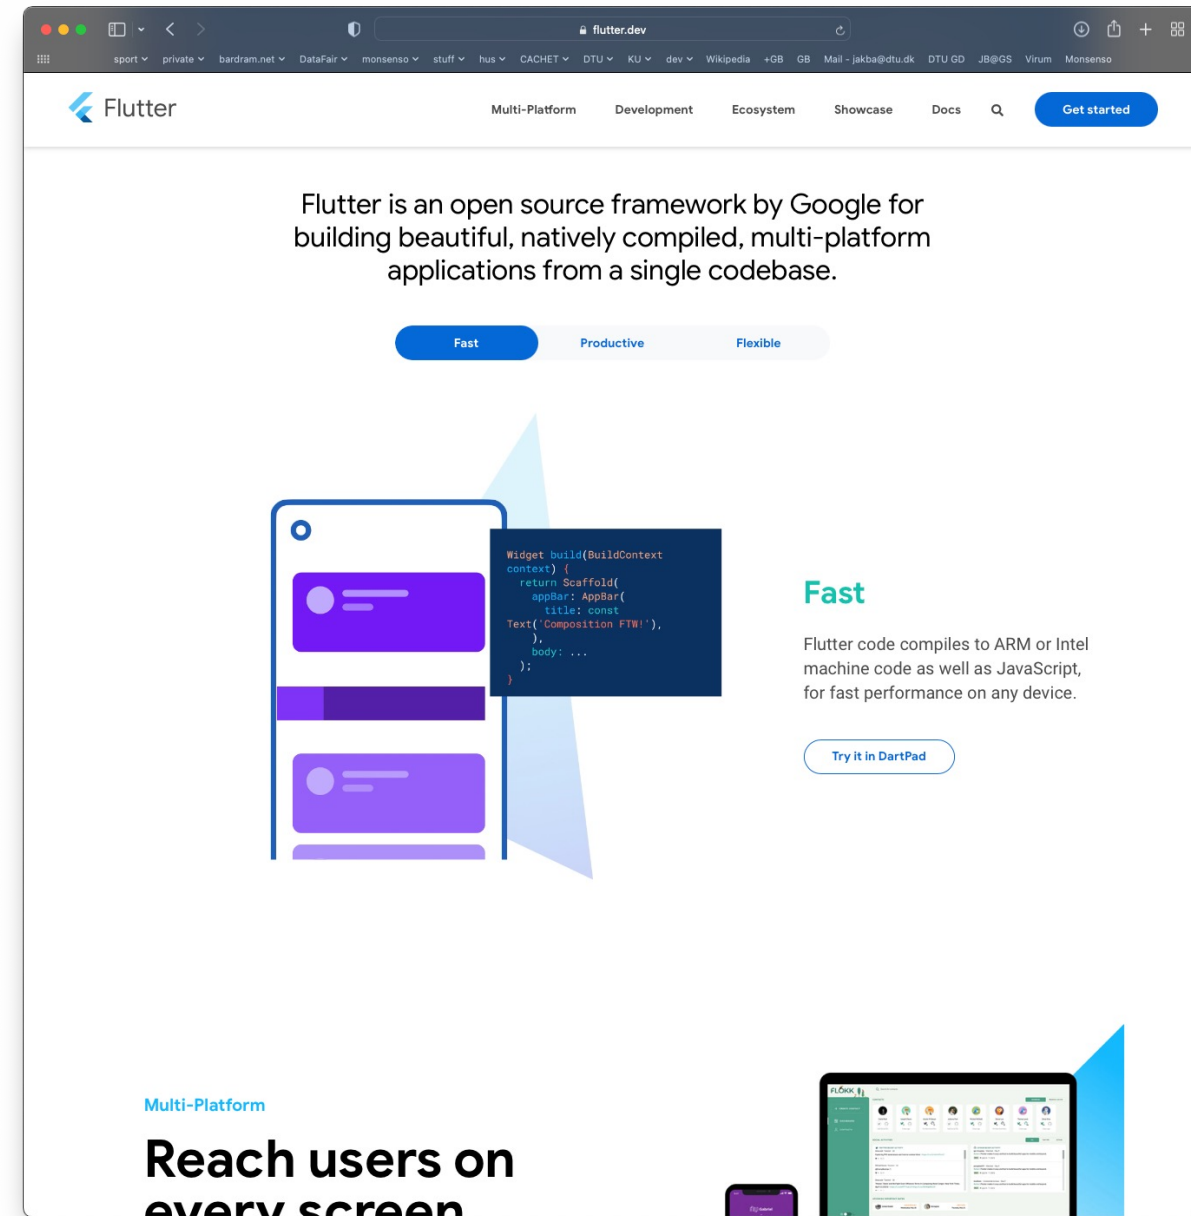 flutter.dev
sport private bardram.net DataFair monsenso stuff hus CACHET DTU KU dev Wikipedia +GB GB Mail - jakba@dtu.dk DTU GD JB@GS Virum Monsenso
Flutter Multi-Platform Development Ecosystem Showcase Docs Get started
Flutter is an open source framework by Google for
building beautiful, natively compiled, multi-platform
applications from a single codebase.
Fast Productive Flexible
Widget build(BuildContext
context) {
return Scaffold(
appBar: AppBar(
title: const
Text('Composition FTW!'),
),
body: ...
);
}
Fast
Flutter code compiles to ARM or Intel
machine code as well as JavaScript,
for fast performance on any device.
Try it in DartPad
Multi-Platform
Reach users on
every screen
FLOKK